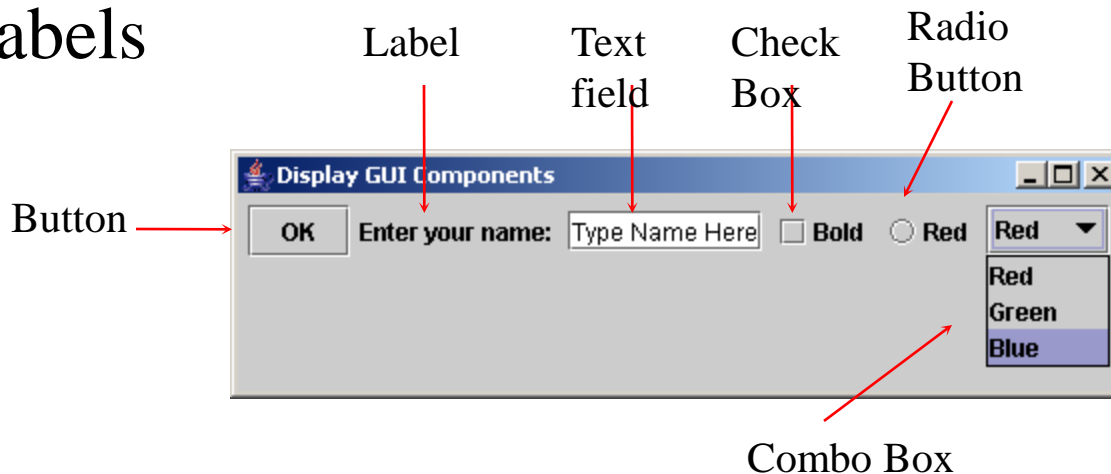 abels
Label
Text
field
Check
Box
Radio
Button
Display GUI Components
Button
OK
Enter your name:
Type Name Here
Bold
Red
Red
Red
Green
Blue
Combo Box